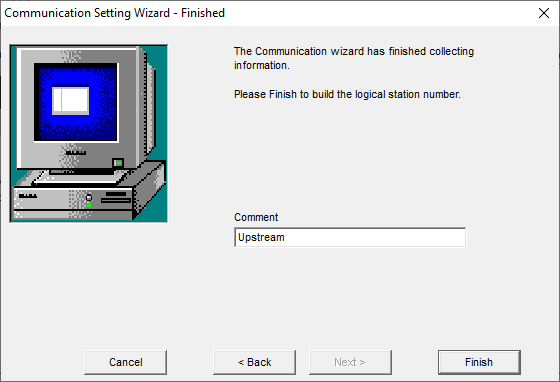 Communication Setting Wizard - Finished
The Communication wizard has finished collecting
information.
Please Finish to build the logical station number.
Comment
Upstream
Cancel
< Back
Next >
Finish